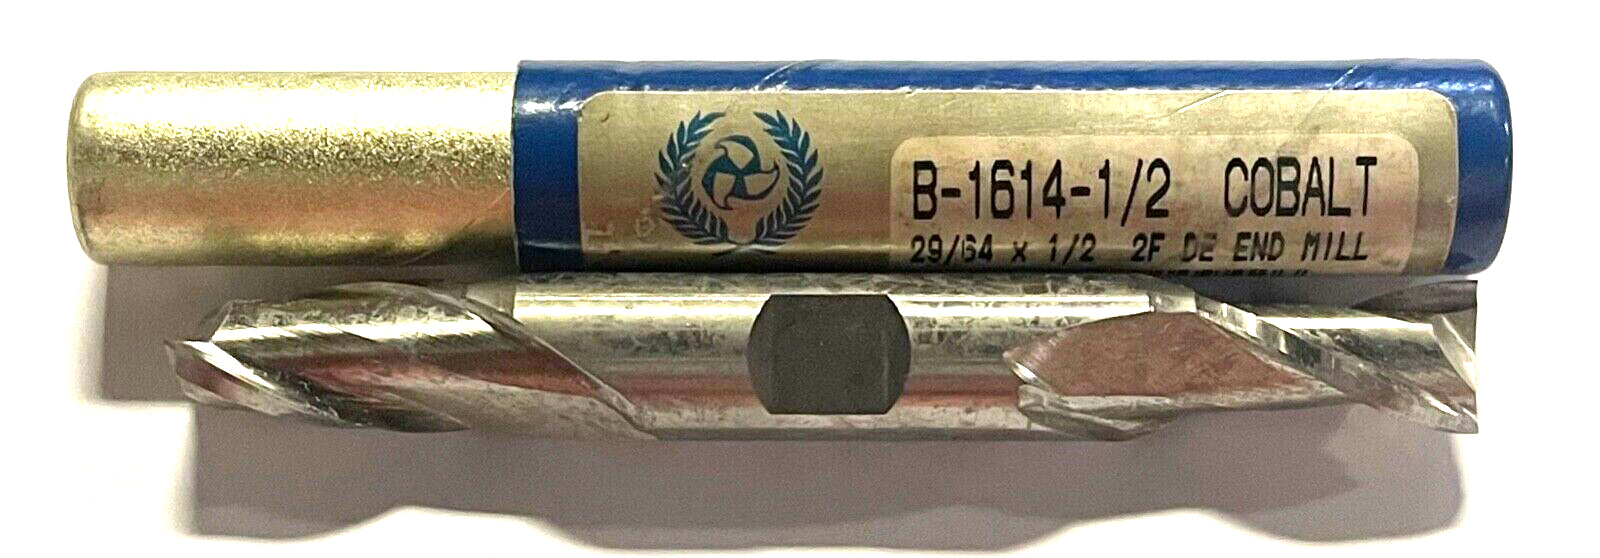 B-1614-1/2 COBALT
29/64 x 1/2 2F DE END MILL